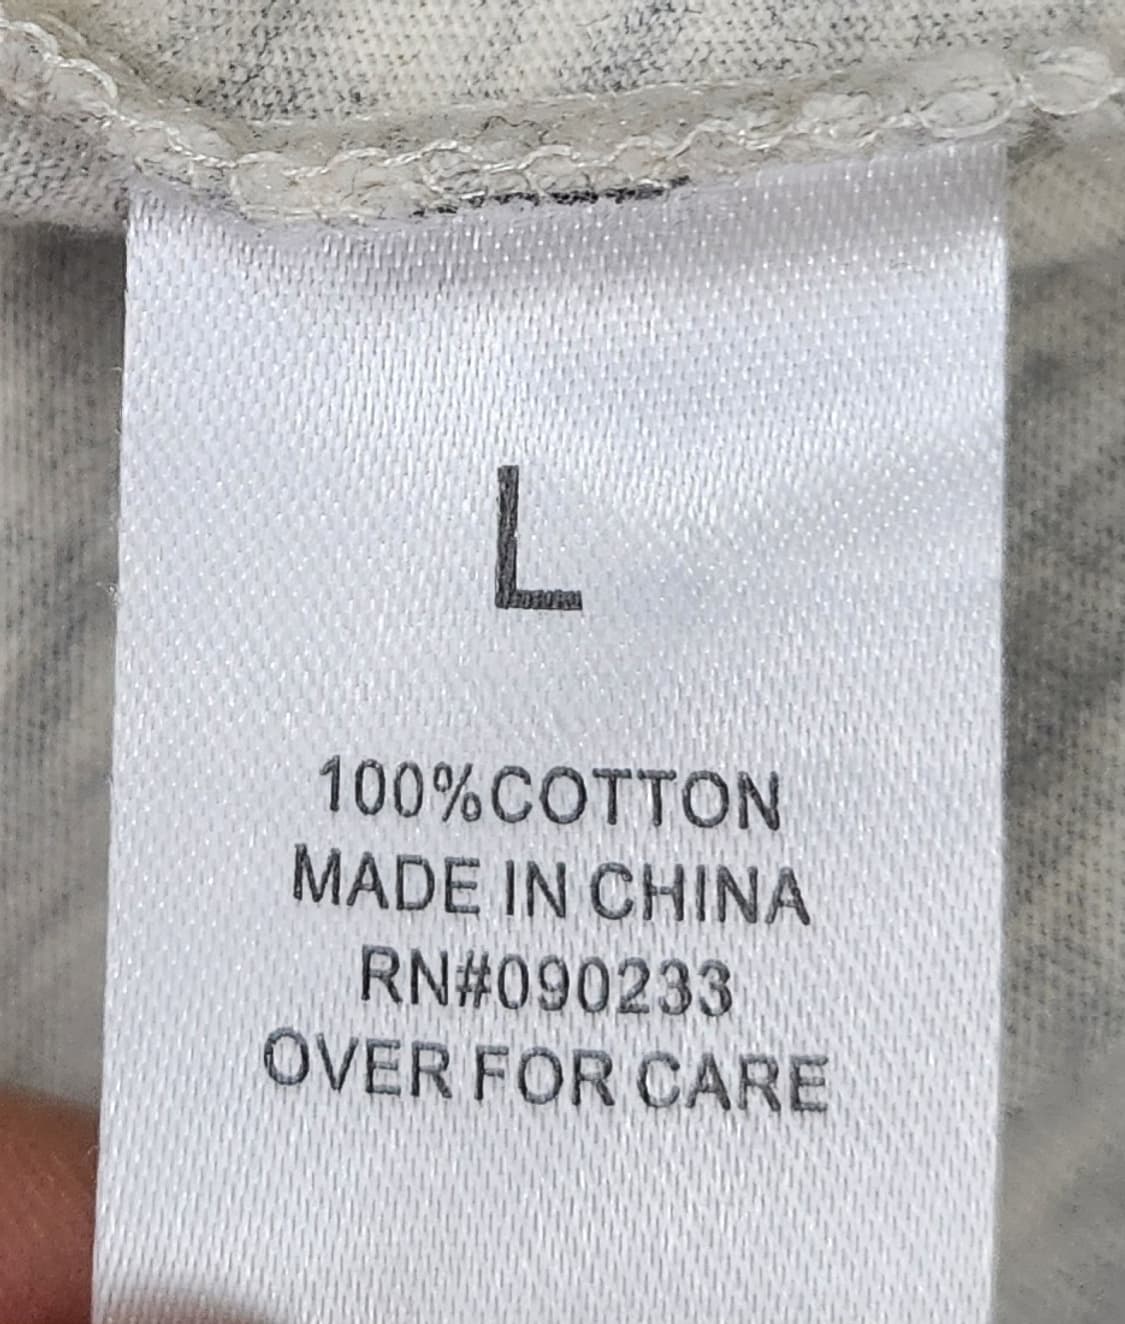 L
100%COTTON
MADE IN CHINA
RN#090233
OVER FOR CARE